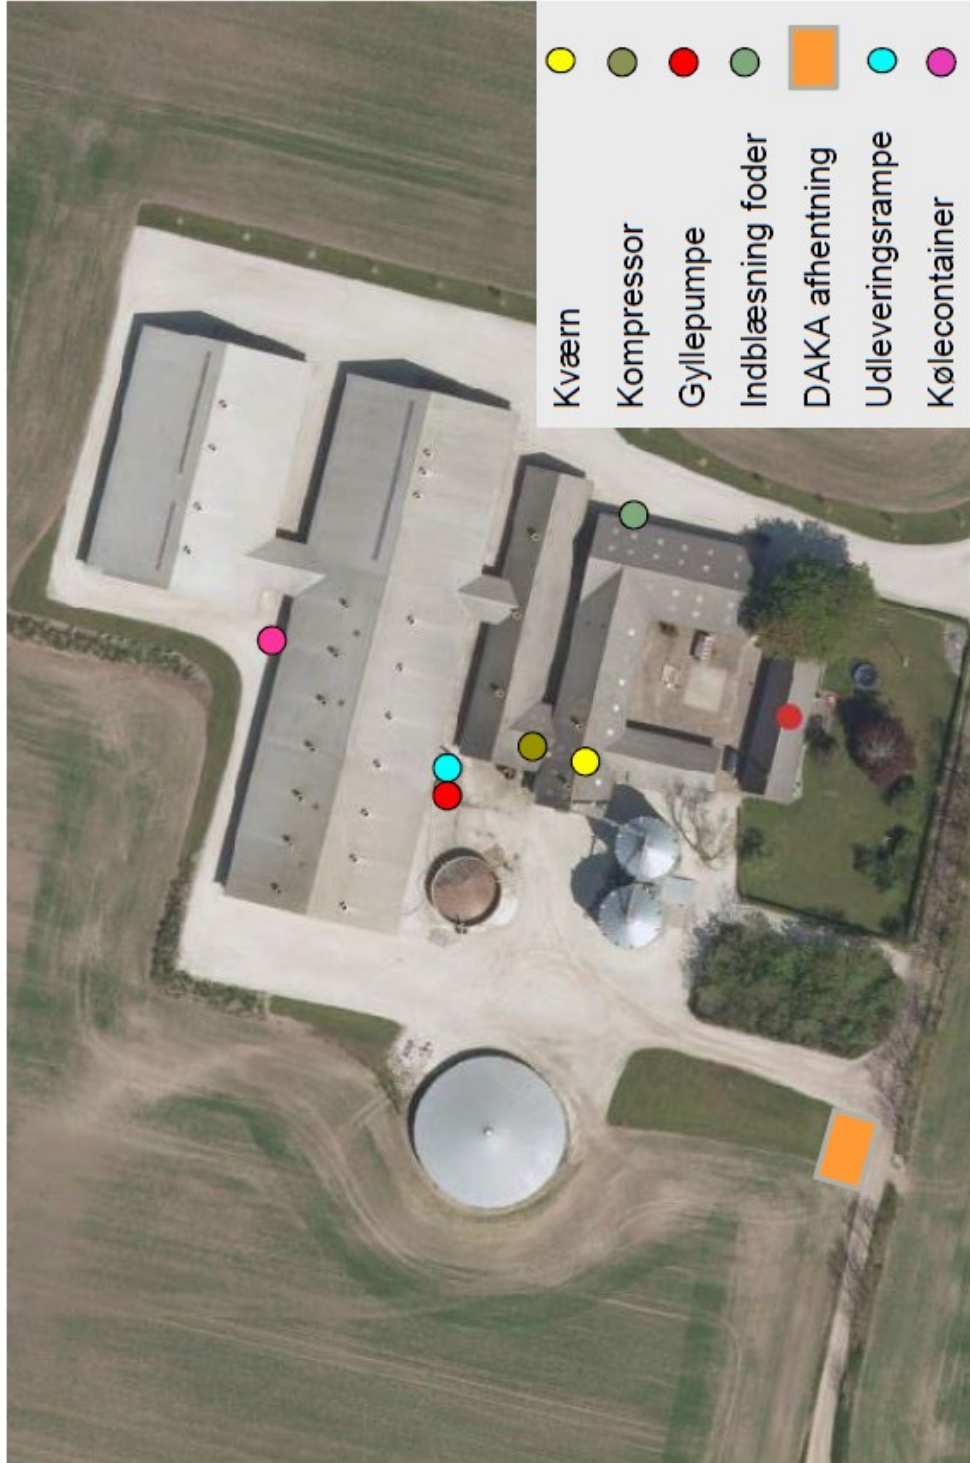 Kværn
Kompressor
Gyllepumpe
Indblæsning foder
DAKA afhentning
Udleveringsrampe
Kølecontainer